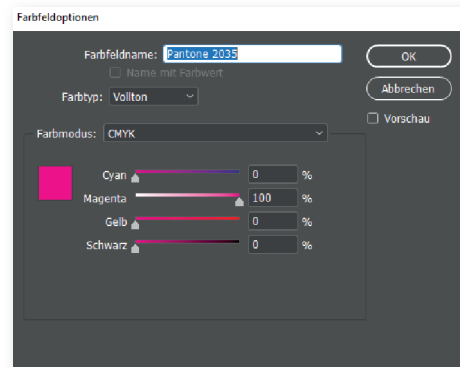 Farbfeldoptionen
Farbfeldname: Pantone 2035
Name mit Farbwert
Farbtyp: Vollton
OK
Abbrechen
Vorschau
Farbmodus: CMYK
Cyan 0 %
Magenta 100 %
Gelb 0 %
Schwarz 0 %